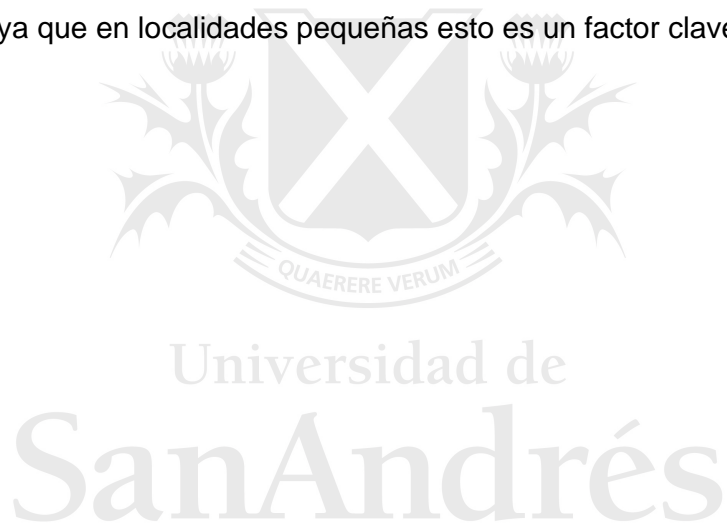 ya que en localidades pequeñas esto es un factor clave
QUAERERE VERUM
Universidad de
SanAndrés